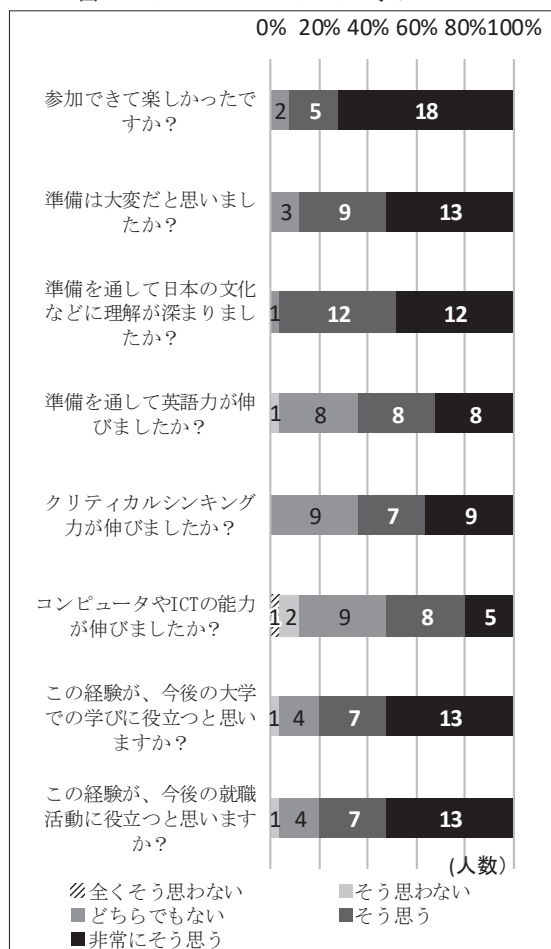 0% 20% 40% 60% 80% 100%
参加できて楽しかったで
すか？
2 5 18
準備は大変だと思いまし
たか？
3 9 13
準備を通して日本の文化
などに理解が深まりまし
たか？
1 12 12
準備を通して英語力が伸
びましたか？
1 8 8 8
クリティカルシンキング
力が伸びましたか？
9 7 9
コンピュータやICTの能力
が伸びましたか？
1 2 9 8 5
この経験が、今後の大学
での学びに役立つと思い
ますか？
1 4 7 13
この経験が、今後の就職
活動に役立つと思います
か？
1 4 7 13
(人数)
全くそう思わない そう思わない
どちらでもない そう思う
非常にそう思う